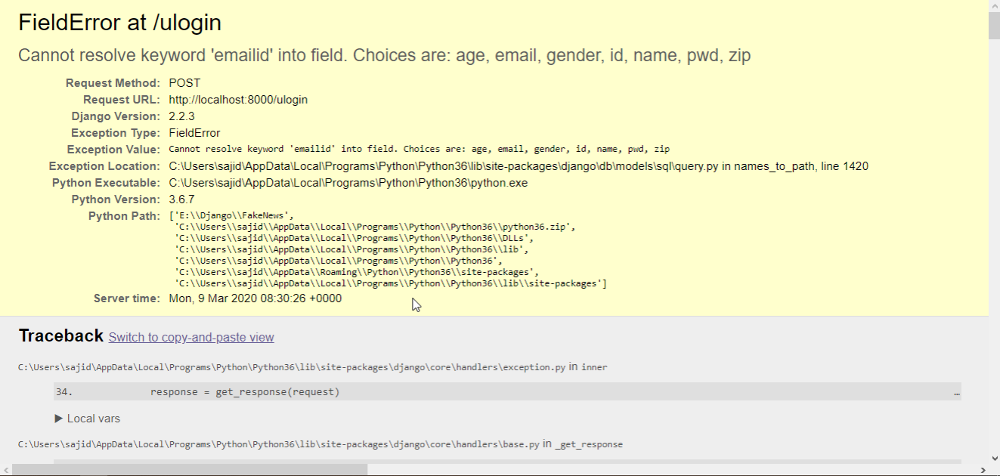 FieldError at /ulogin
Cannot resolve keyword 'emailid' into field. Choices are: age, email, gender, id, name, pwd, zip
Request Method: POST
Request URL: http://localhost:8000/ulogin
Django Version: 2.2.3
Exception Type: FieldError
Exception Value: Cannot resolve keyword 'emailid' into field. Choices are: age, email, gender, id, name, pwd, zip
Exception Location: C:\Users\sajid\AppData\Local\Programs\Python\Python36\lib\site-packages\django\db\models\sql\query.py in names_to_path, line 1420
Python Executable: C:\Users\sajid\AppData\Local\Programs\Python\Python36\python.exe
Python Version: 3.6.7
Python Path: ['E:\\Django\\FakeNews',
'C:\\Users\\sajid\\AppData\\Local\\Programs\\Python\\Python36\\python36.zip',
'C:\\Users\\sajid\\AppData\\Local\\Programs\\Python\\Python36\\DLLs',
'C:\\Users\\sajid\\AppData\\Local\\Programs\\Python\\Python36\\lib',
'C:\\Users\\sajid\\AppData\\Local\\Programs\\Python\\Python36',
'C:\\Users\\sajid\\AppData\\Roaming\\Python\\Python36\\site-packages',
'C:\\Users\\sajid\\AppData\\Local\\Programs\\Python\\Python36\\lib\\site-packages']
Server time: Mon, 9 Mar 2020 08:30:26 +0000
Traceback Switch to copy-and-paste view
C:\Users\sajid\AppData\Local\Programs\Python\Python36\lib\site-packages\django\core\handlers\exception.py in inner
34. response = get_response(request) …
▶ Local vars
C:\Users\sajid\AppData\Local\Programs\Python\Python36\lib\site-packages\django\core\handlers\base.py in _get_response